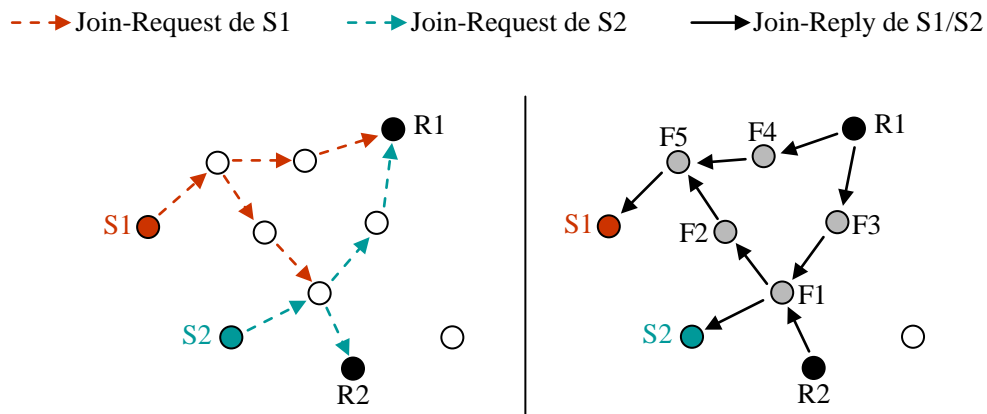 Join-Request de S1 Join-Request de S2 Join-Reply de S1/S2
R1
S1
S2
R2
F5 F4 R1
S1 F2 F3
F1
S2
R2